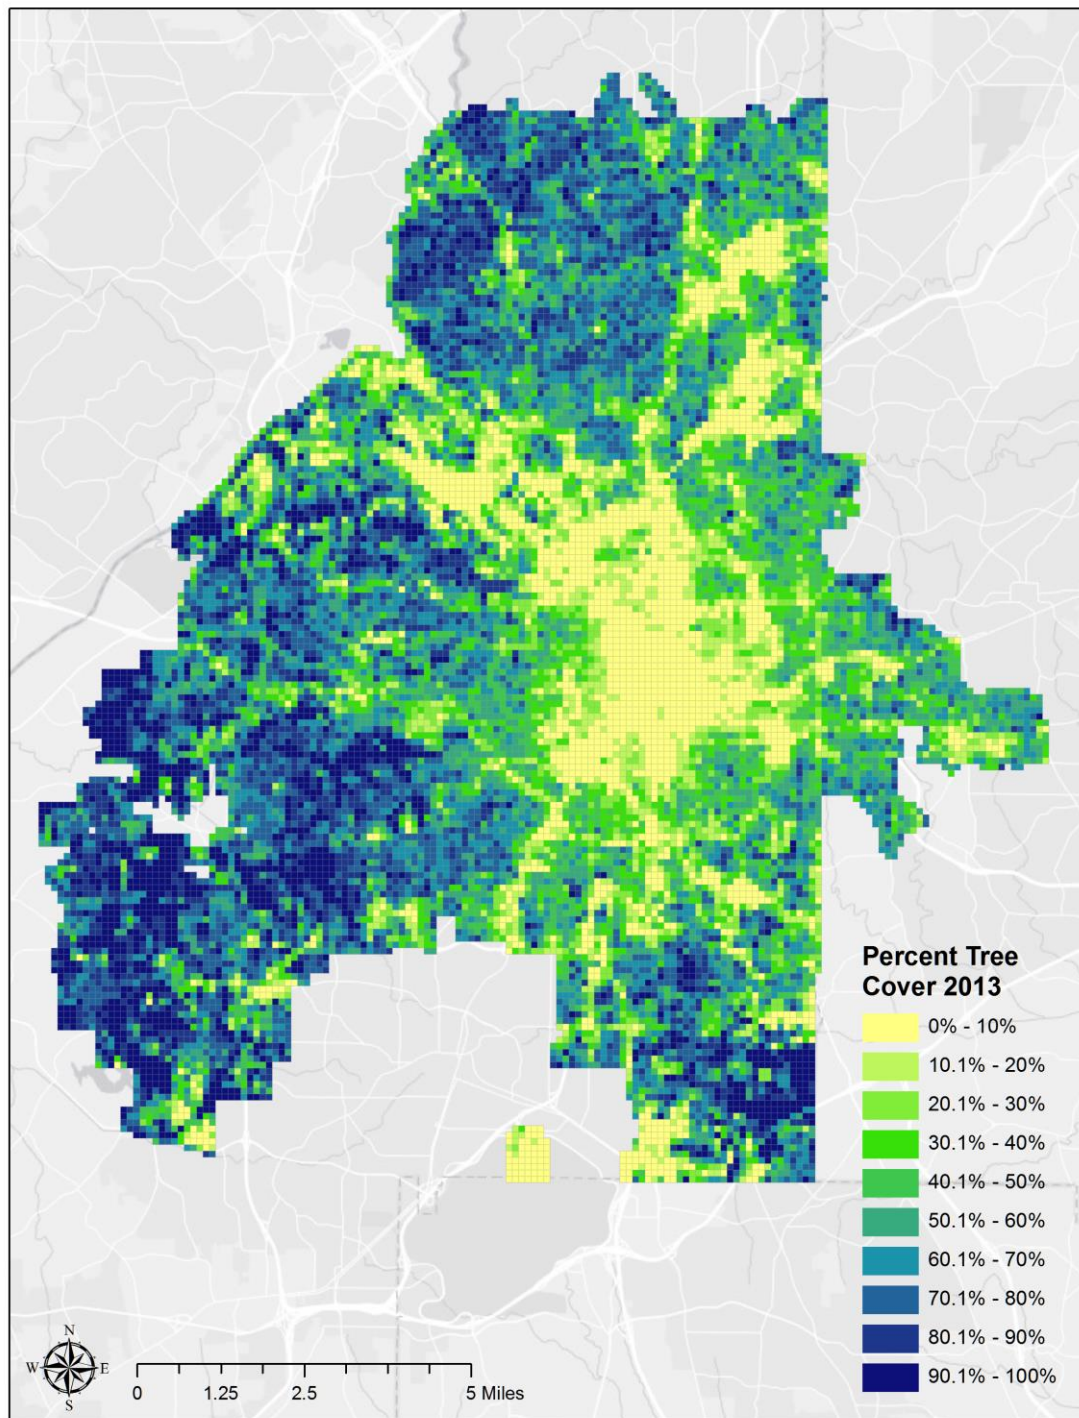 Percent Tree
Cover 2013
0% - 10%
10.1% - 20%
20.1% - 30%
30.1% - 40%
40.1% - 50%
50.1% - 60%
60.1% - 70%
70.1% - 80%
80.1% - 90%
90.1% - 100%
N
W E
S
0 1.25 2.5 5 Miles